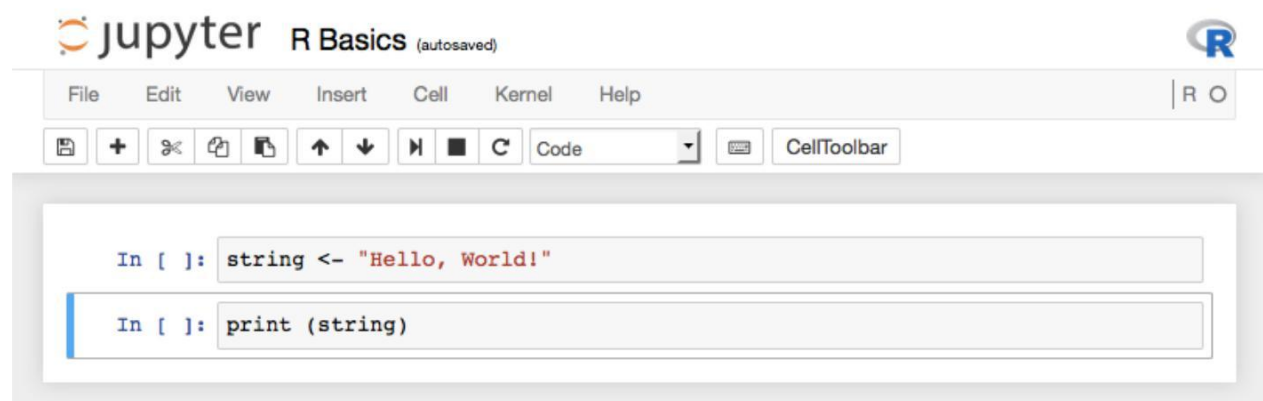 jupyter R Basics (autosaved) R
File Edit View Insert Cell Kernel Help R
Code CellToolbar
In [ ]: string <- "Hello, World!"
In [ ]: print (string)